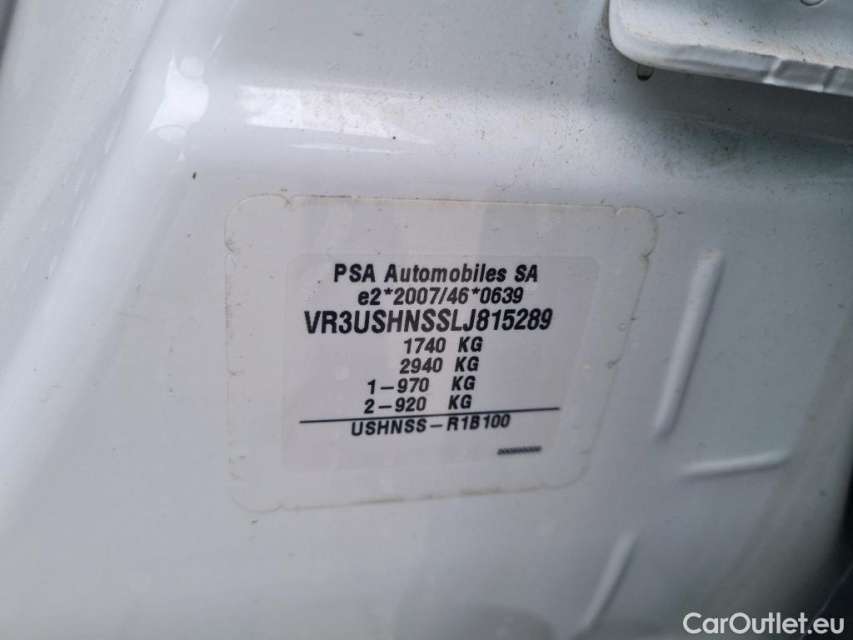 PSA Automobiles SA
e2*2007/46*0639
VR3USHNSSLJ815289
1740 KG
2940 KG
1-970 KG
2-920 KG
USHNSS-R1B100
CarOutlet.eu